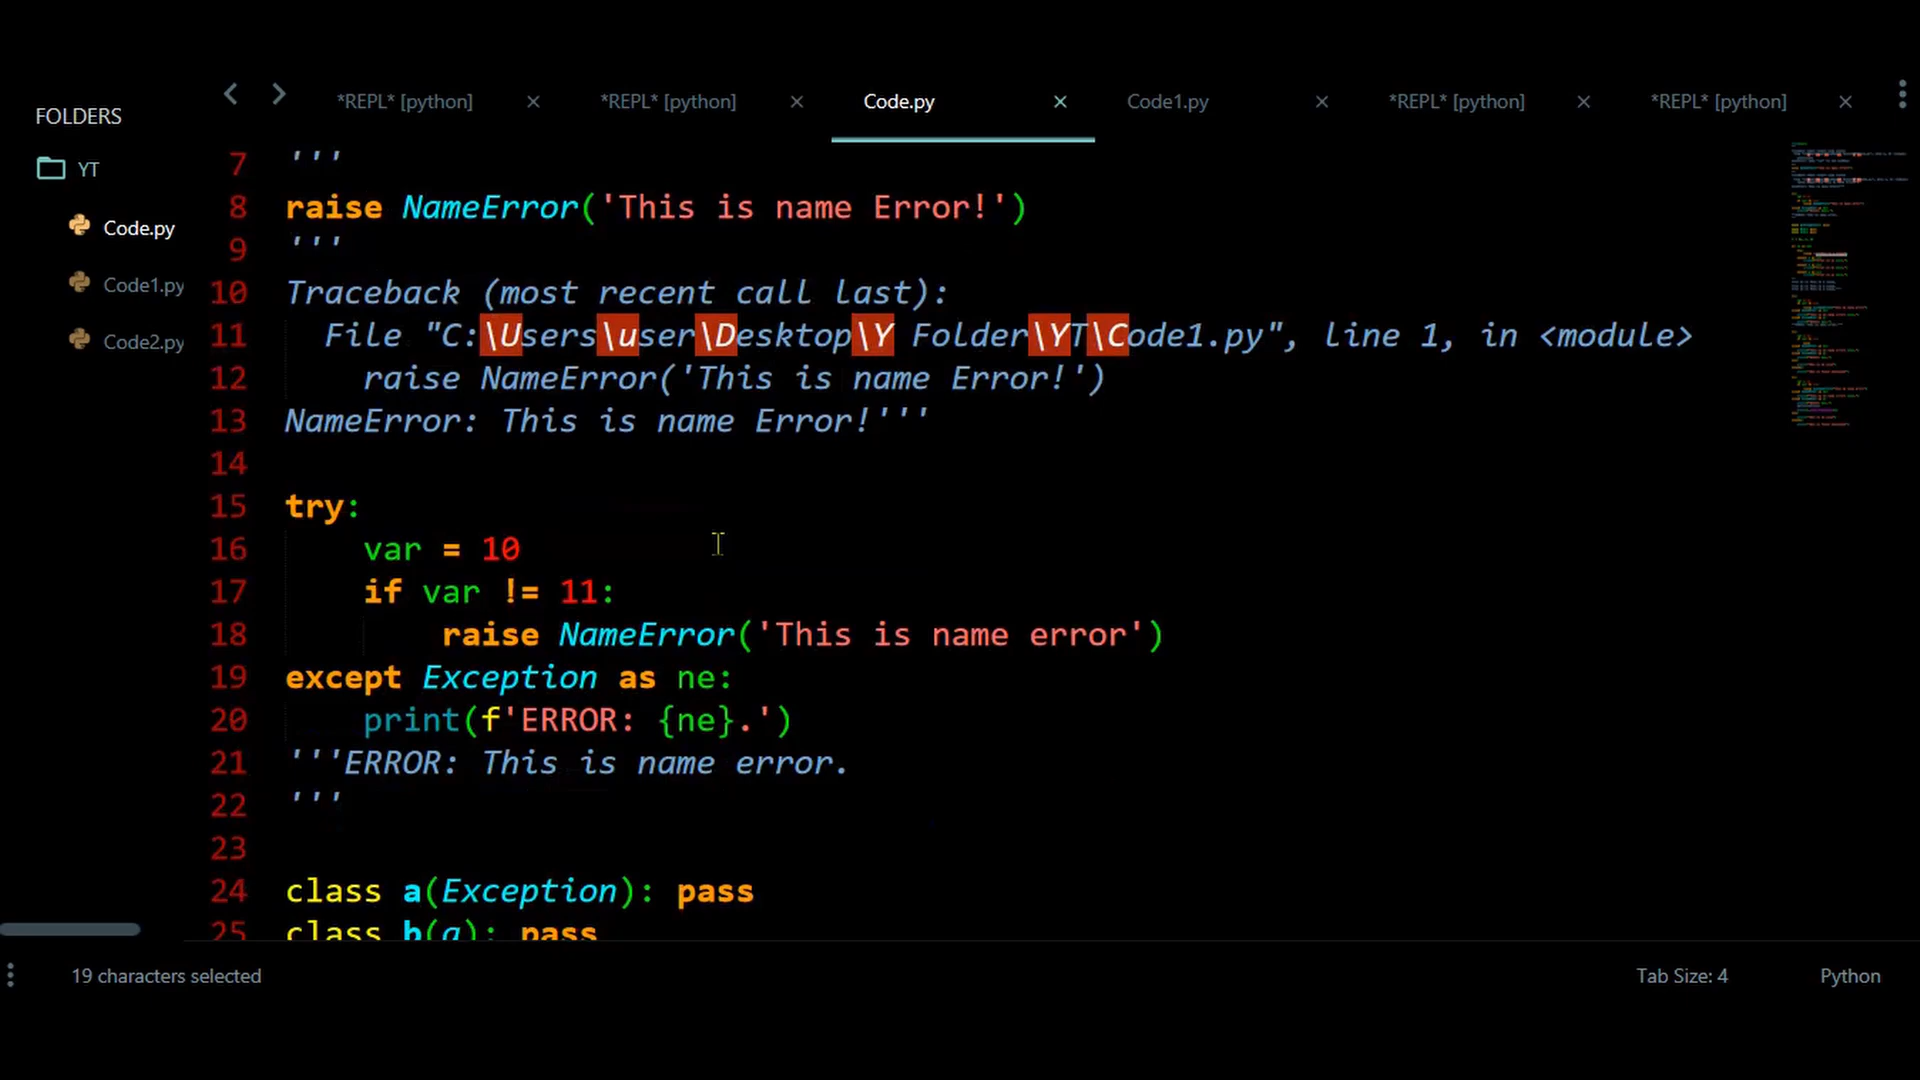 *REPL* [python] × *REPL* [python] × Code.py × Code1.py × *REPL* [python] × *REPL* [python] ×
FOLDERS
YT
Code.py
Code1.py
Code2.py
7 '''
8 raise NameError('This is name Error!')
9 '''
10 Traceback (most recent call last):
11   File "C:\Users\user\Desktop\Y Folder\YT\Code1.py", line 1, in <module>
12     raise NameError('This is name Error!')
13 NameError: This is name Error!'''
14
15 try:
16     var = 10
17     if var != 11:
18         raise NameError('This is name error')
19 except Exception as ne:
20     print(f'ERROR: {ne}.')
21 '''ERROR: This is name error.
22 '''
23
24 class a(Exception): pass
25 class b(a): pass
19 characters selected
Tab Size: 4
Python